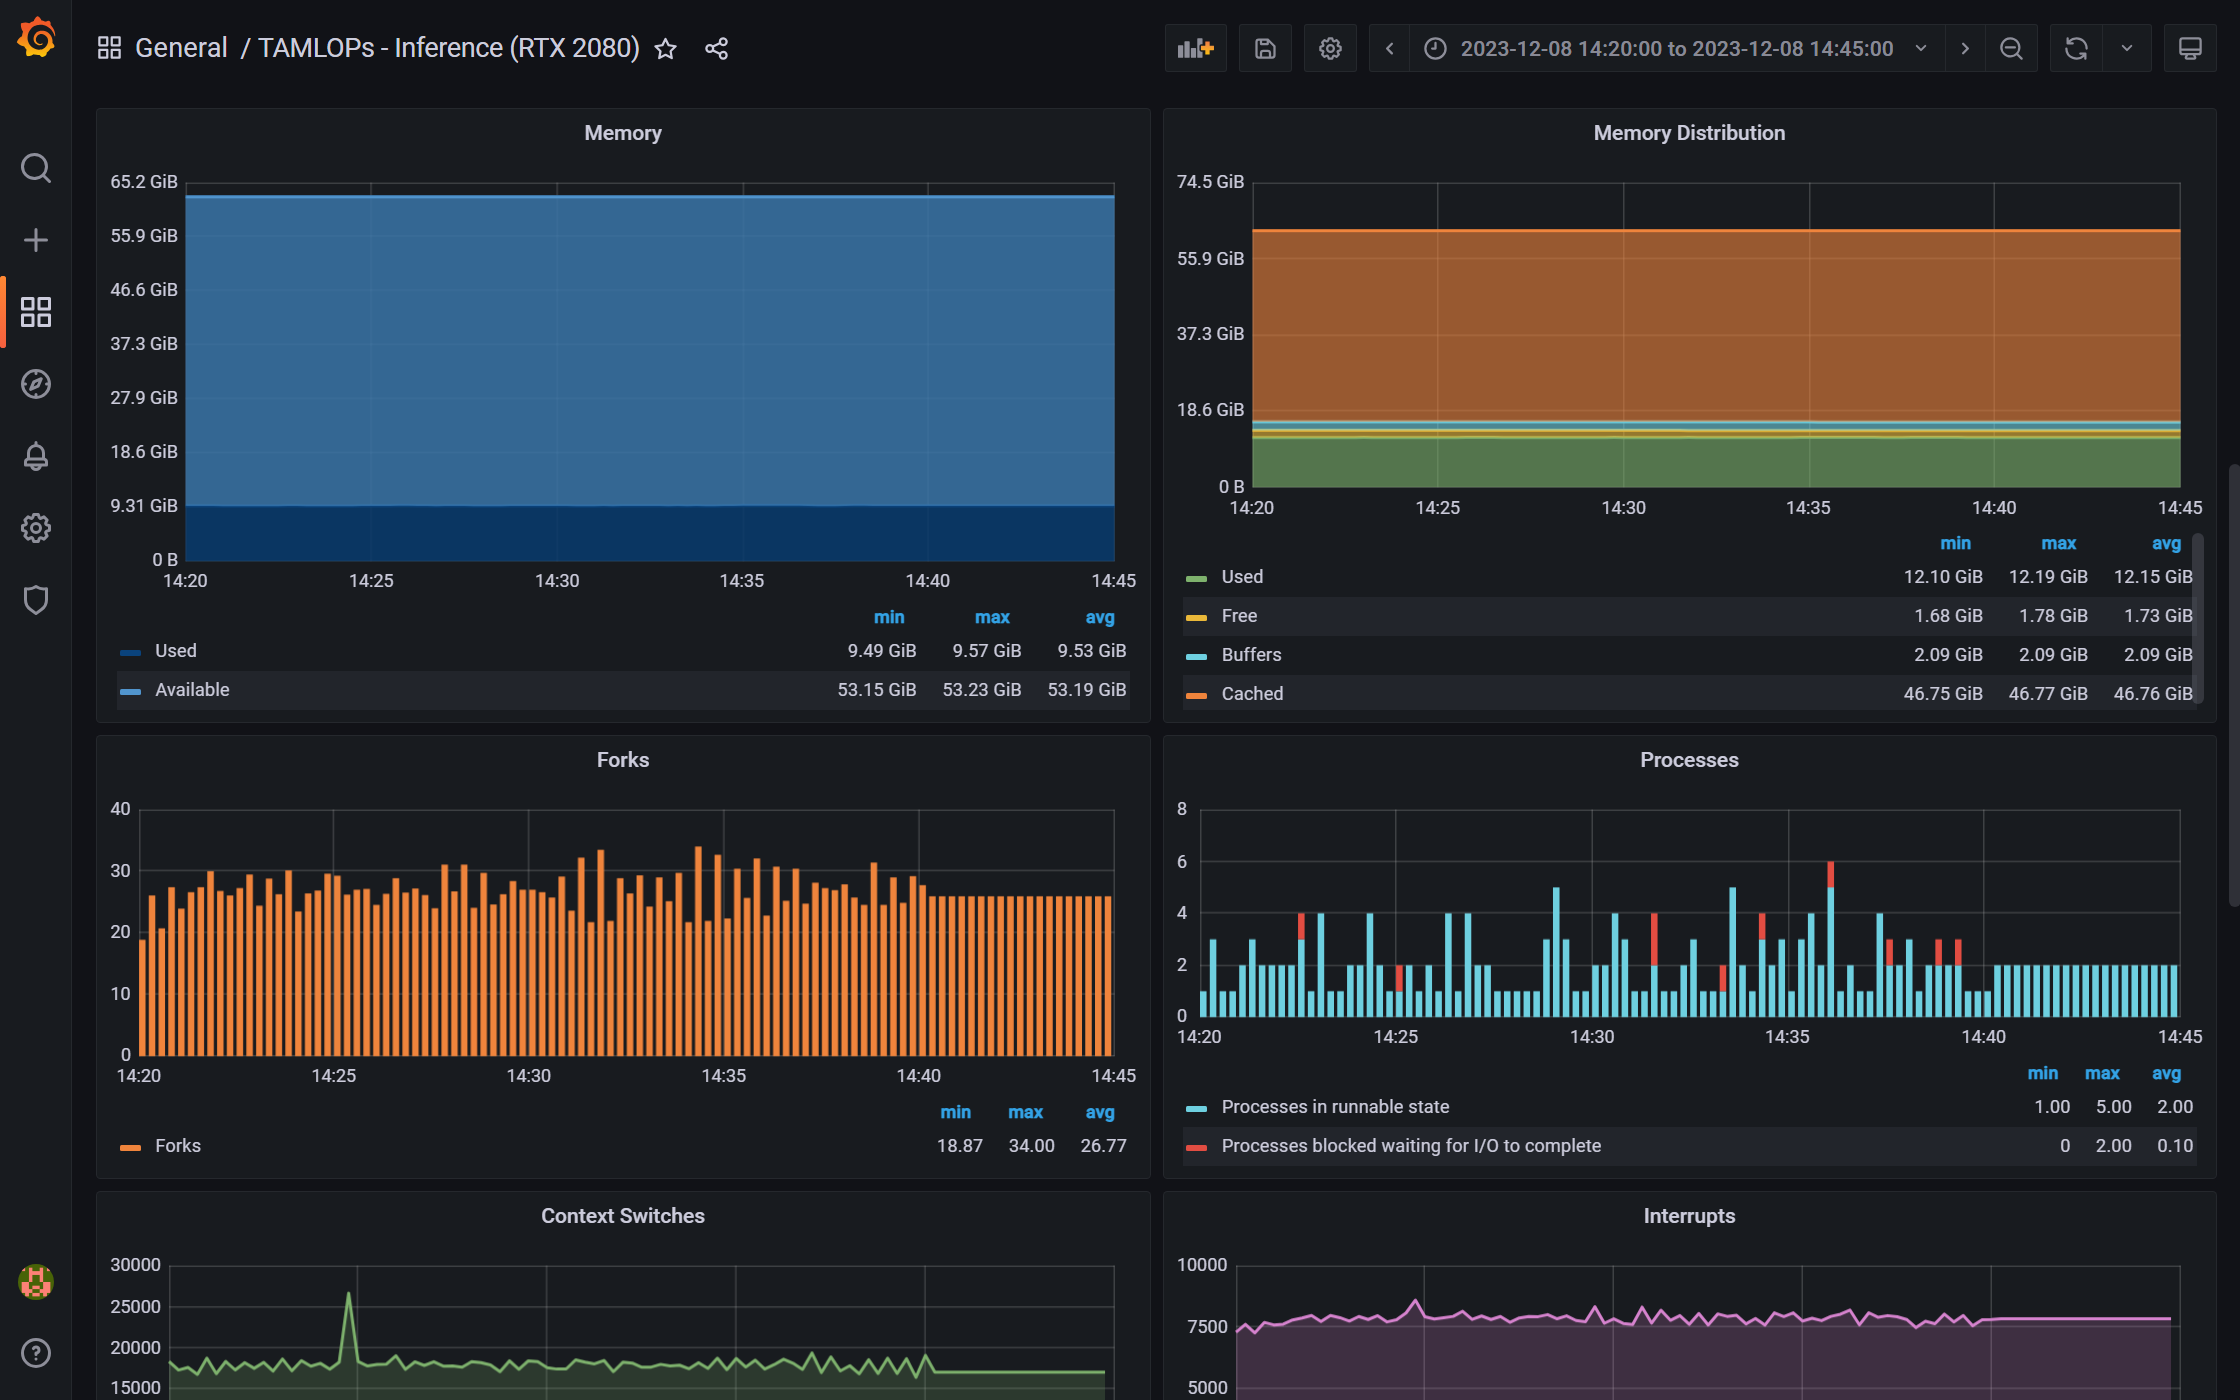 General / TAMLOPs - Inference (RTX 2080)
2023-12-08 14:20:00 to 2023-12-08 14:45:00
Memory
65.2 GiB
55.9 GiB
46.6 GiB
37.3 GiB
27.9 GiB
18.6 GiB
9.31 GiB
0 B
14:20 14:25 14:30 14:35 14:40 14:45
min max avg
Used 9.49 GiB 9.57 GiB 9.53 GiB
Available 53.15 GiB 53.23 GiB 53.19 GiB
Memory Distribution
74.5 GiB
55.9 GiB
37.3 GiB
18.6 GiB
0 B
14:20 14:25 14:30 14:35 14:40 14:45
min max avg
Used 12.10 GiB 12.19 GiB 12.15 GiB
Free 1.68 GiB 1.78 GiB 1.73 GiB
Buffers 2.09 GiB 2.09 GiB 2.09 GiB
Cached 46.75 GiB 46.77 GiB 46.76 GiB
Forks
40
30
20
10
0
14:20 14:25 14:30 14:35 14:40 14:45
min max avg
Forks 18.87 34.00 26.77
Processes
8
6
4
2
0
14:20 14:25 14:30 14:35 14:40 14:45
min max avg
Processes in runnable state 1.00 5.00 2.00
Processes blocked waiting for I/O to complete 0 2.00 0.10
Context Switches
30000
25000
20000
15000
Interrupts
10000
7500
5000